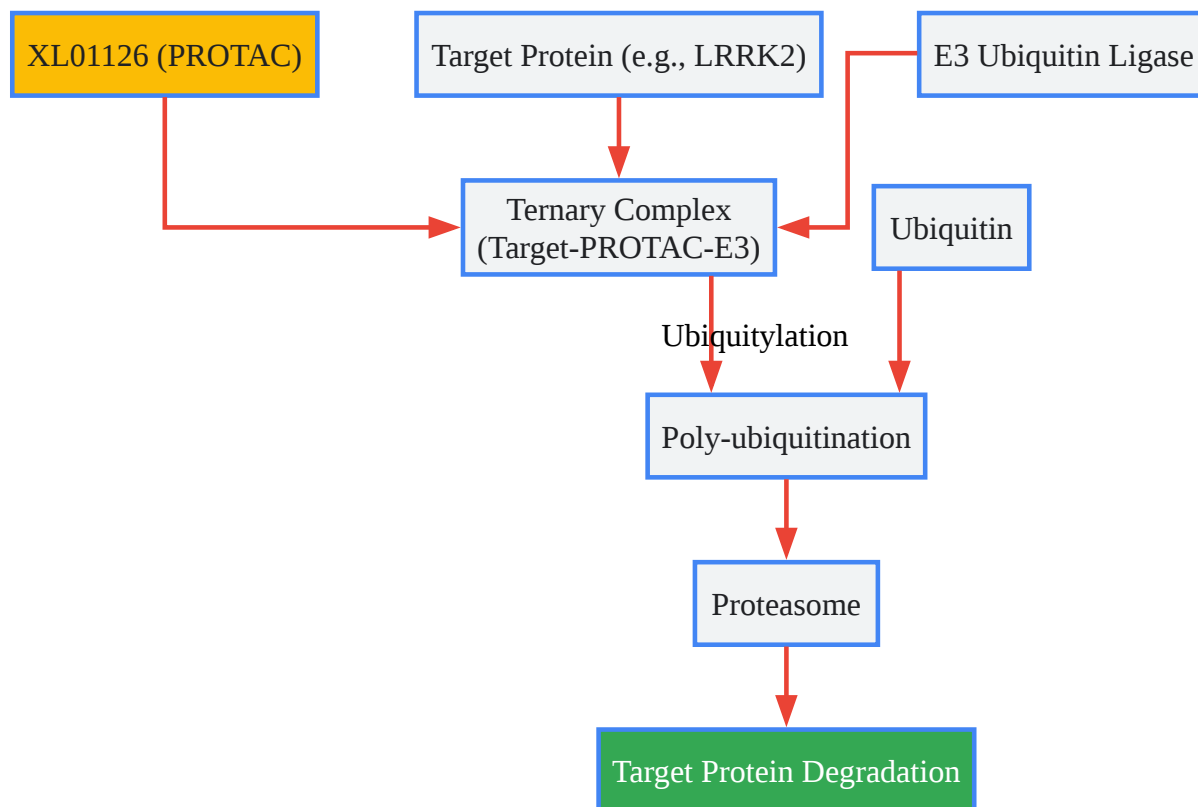 XL01126 (PROTAC)
Target Protein (e.g., LRRK2)
E3 Ubiquitin Ligase
Ternary Complex
(Target-PROTAC-E3)
Ubiquitin
Ubiquitylation
Poly-ubiquitination
Proteasome
Target Protein Degradation